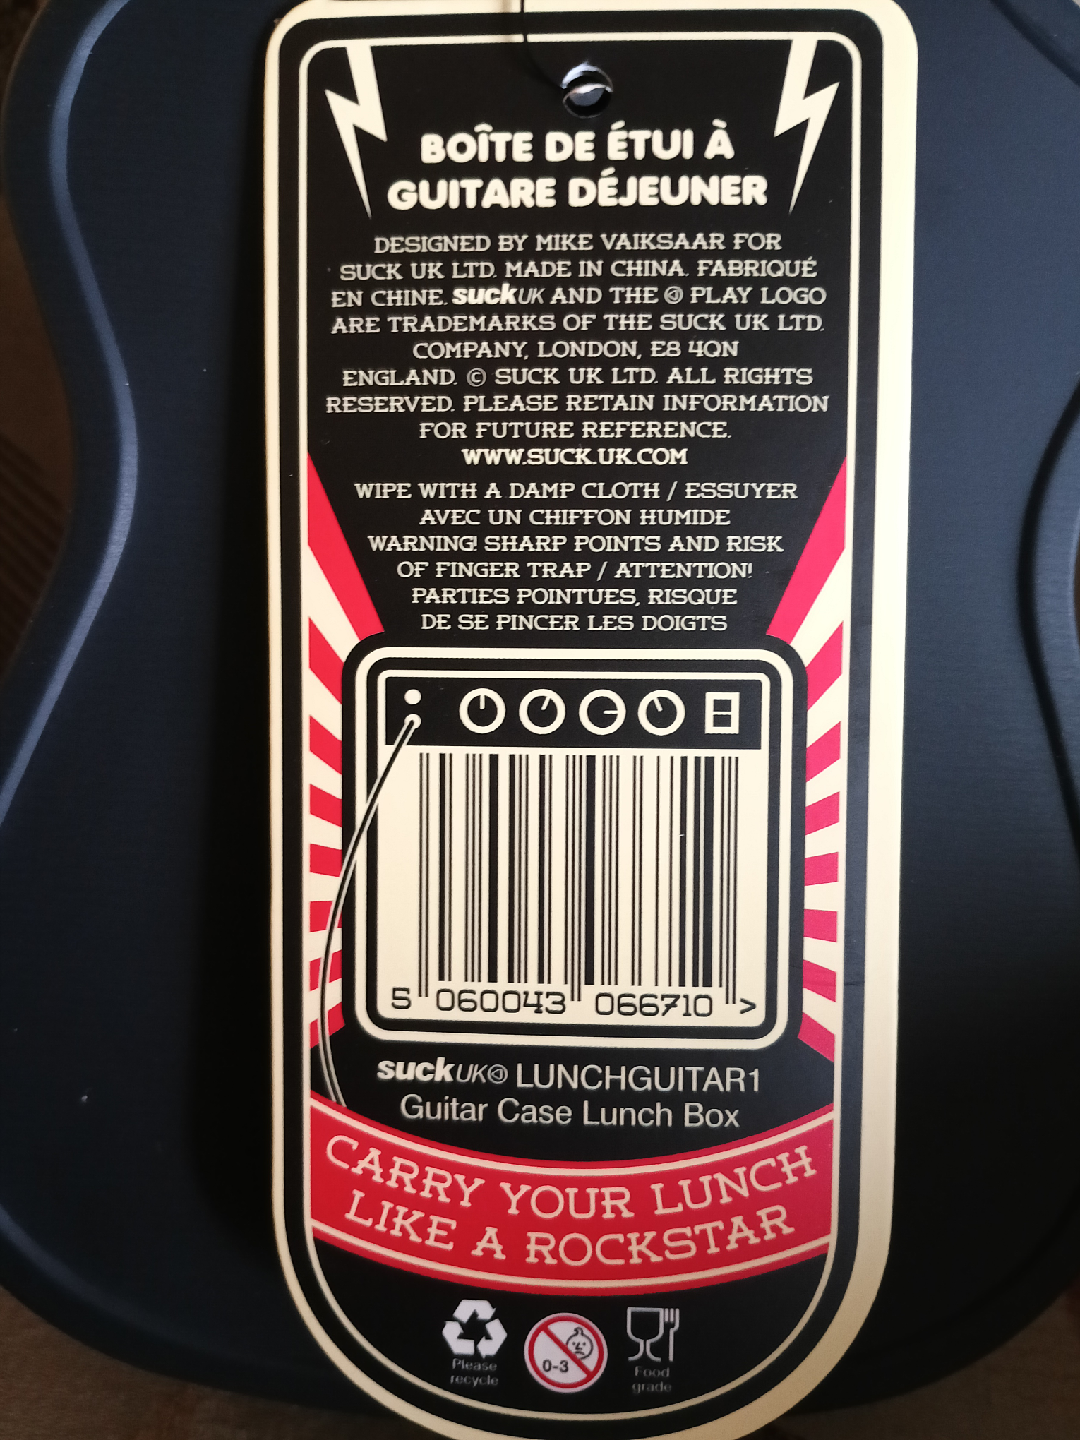 BOÎTE DE ÉTUI À
GUITARE DÉJEUNER
DESIGNED BY MIKE VAIKSAAR FOR
SUCK UK LTD. MADE IN CHINA. FABRIQUÉ
EN CHINE. suckUK AND THE PLAY LOGO
ARE TRADEMARKS OF THE SUCK UK LTD.
COMPANY, LONDON, E8 4QN
ENGLAND. © SUCK UK LTD. ALL RIGHTS
RESERVED. PLEASE RETAIN INFORMATION
FOR FUTURE REFERENCE.
WWW.SUCK.UK.COM
WIPE WITH A DAMP CLOTH / ESSUYER
AVEC UN CHIFFON HUMIDE
WARNING! SHARP POINTS AND RISK
OF FINGER TRAP / ATTENTION!
PARTIES POINTUES, RISQUE
DE SE PINCER LES DOIGTS
5 060043 066710 >
suckUK LUNCHGUITAR1
Guitar Case Lunch Box
CARRY YOUR LUNCH
LIKE A ROCKSTAR
Please
recycle
0-3
Food
grade